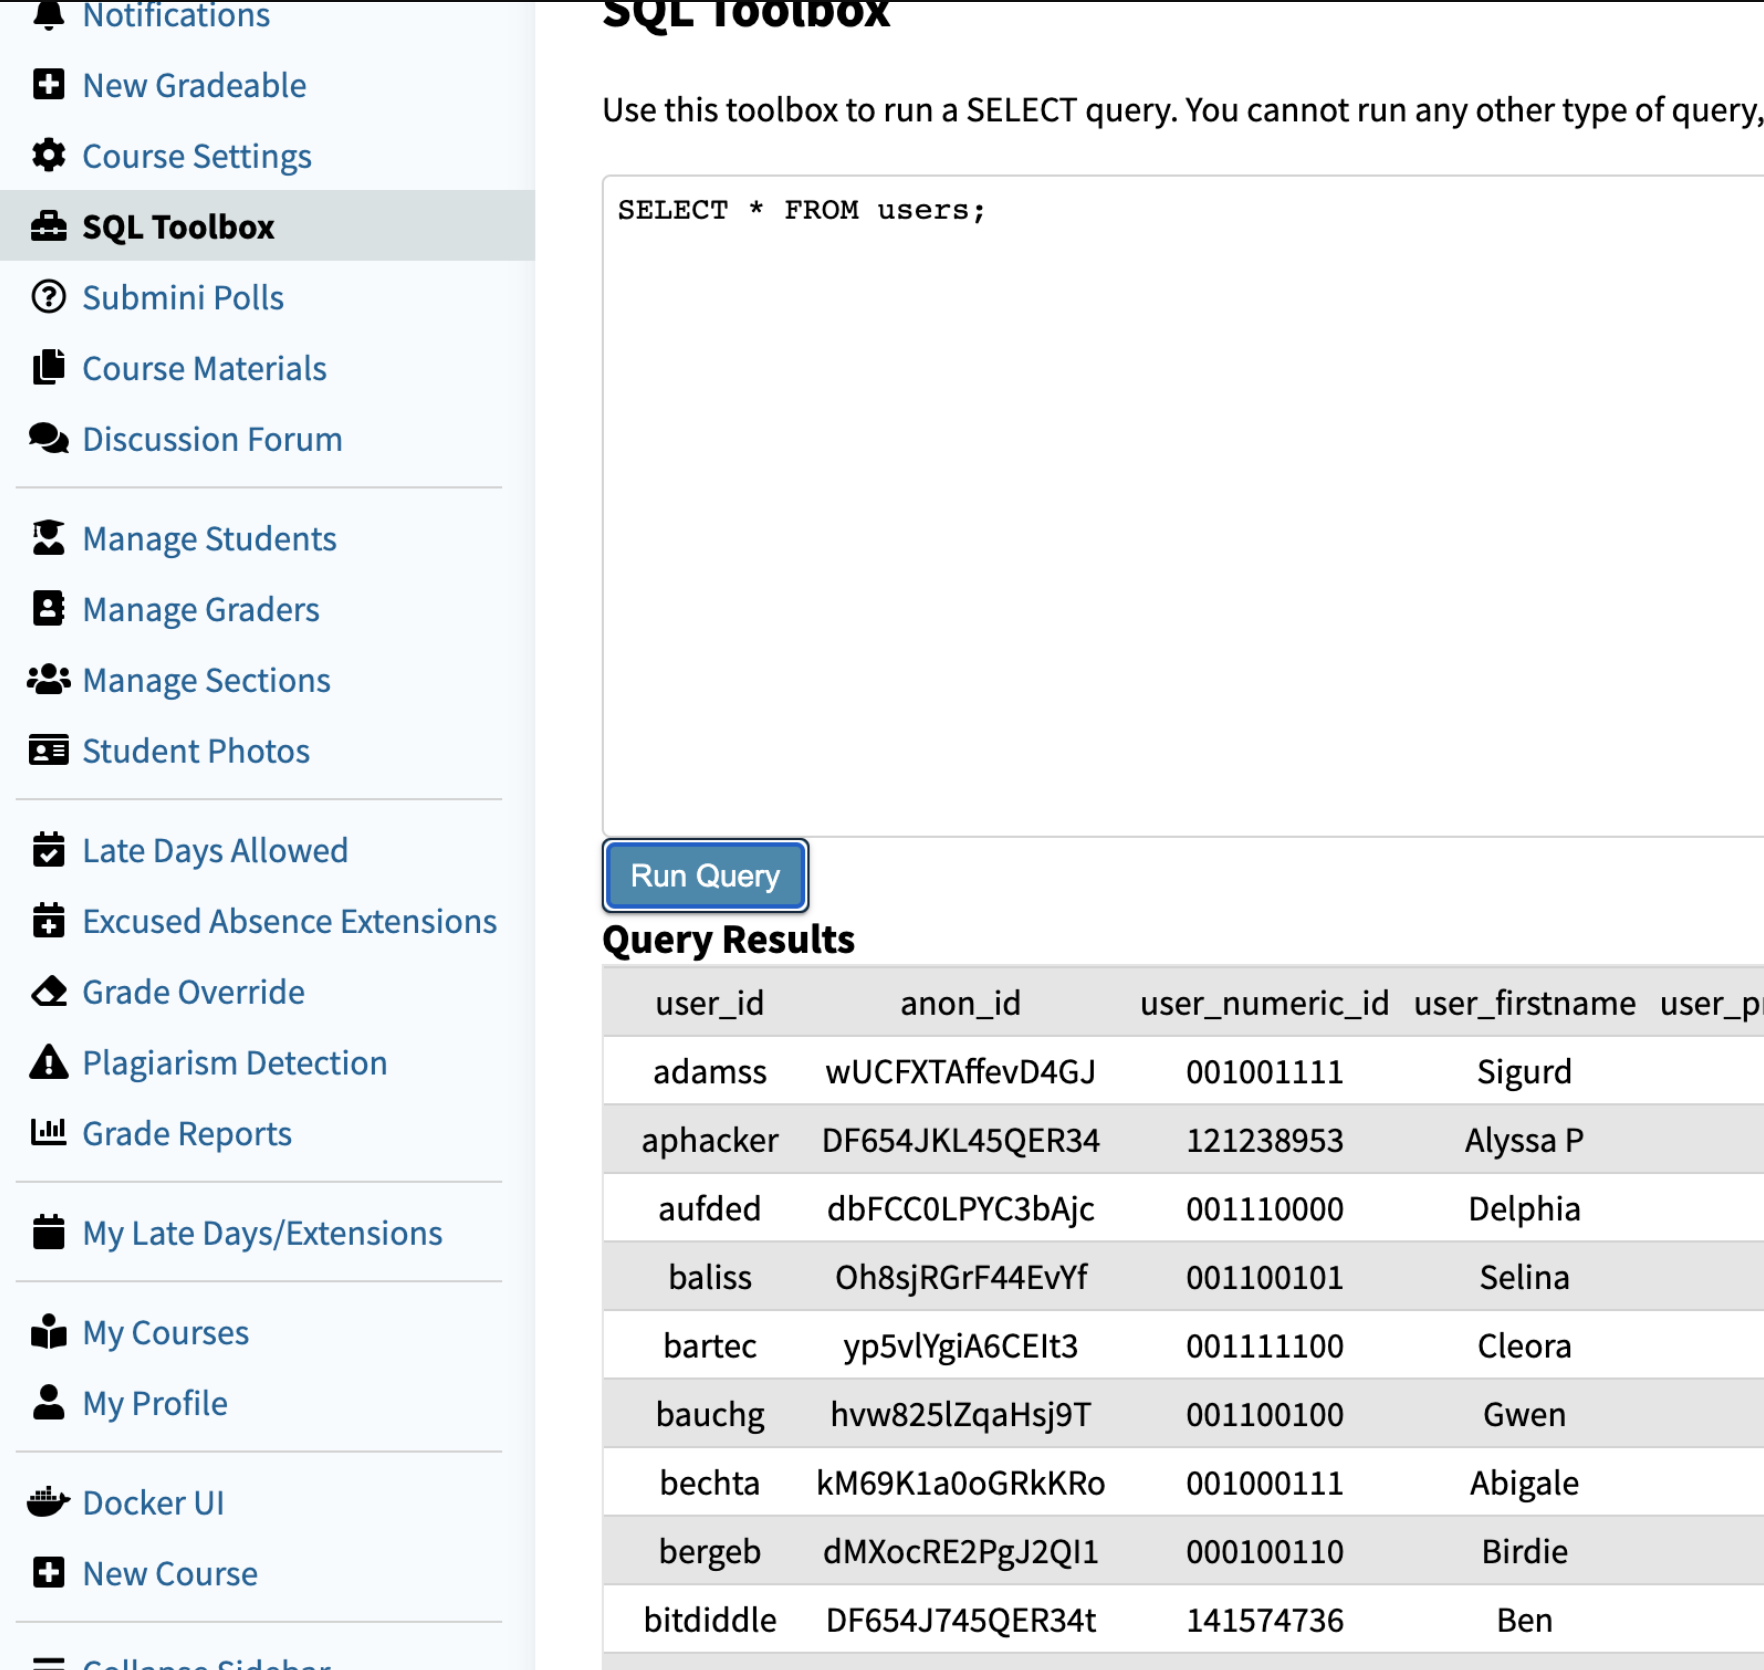 Notifications
New Gradeable
Course Settings
SQL Toolbox
Submini Polls
Course Materials
Discussion Forum
Manage Students
Manage Graders
Manage Sections
Student Photos
Late Days Allowed
Excused Absence Extensions
Grade Override
Plagiarism Detection
Grade Reports
My Late Days/Extensions
My Courses
My Profile
Docker UI
New Course
Collapse Sidebar
SQL Toolbox
Use this toolbox to run a SELECT query. You cannot run any other type of query,
SELECT * FROM users;
Run Query
Query Results
user_id anon_id user_numeric_id user_firstname user_pr
adamss wUCFXTAffevD4GJ 001001111 Sigurd
aphacker DF654JKL45QER34 121238953 Alyssa P
aufded dbFCC0LPYC3bAjc 001110000 Delphia
baliss Oh8sjRGrF44EvYf 001100101 Selina
bartec yp5vlYgiA6CEIt3 001111100 Cleora
bauchg hvw825lZqaHsj9T 001100100 Gwen
bechta kM69K1a0oGRkKRo 001000111 Abigale
bergeb dMXocRE2PgJ2QI1 000100110 Birdie
bitdiddle DF654J745QER34t 141574736 Ben